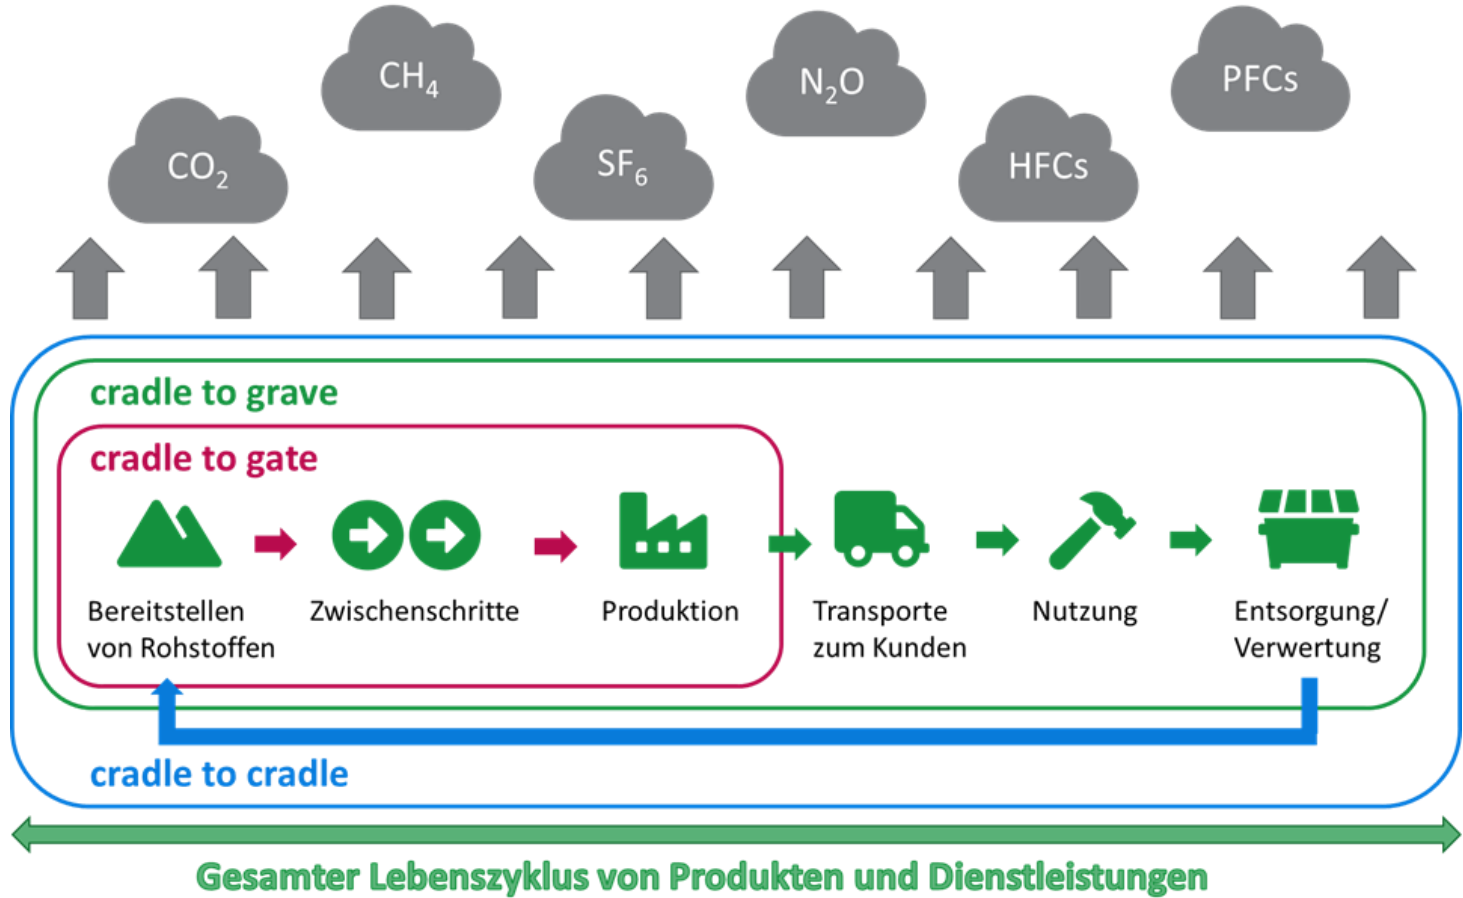 CH₄
N₂O
PFCs
CO₂
SF₆
HFCs
cradle to grave
cradle to gate
Bereitstellen
von Rohstoffen
Zwischenschritte
Produktion
Transporte
zum Kunden
Nutzung
Entsorgung/
Verwertung
cradle to cradle
Gesamter Lebenszyklus von Produkten und Dienstleistungen